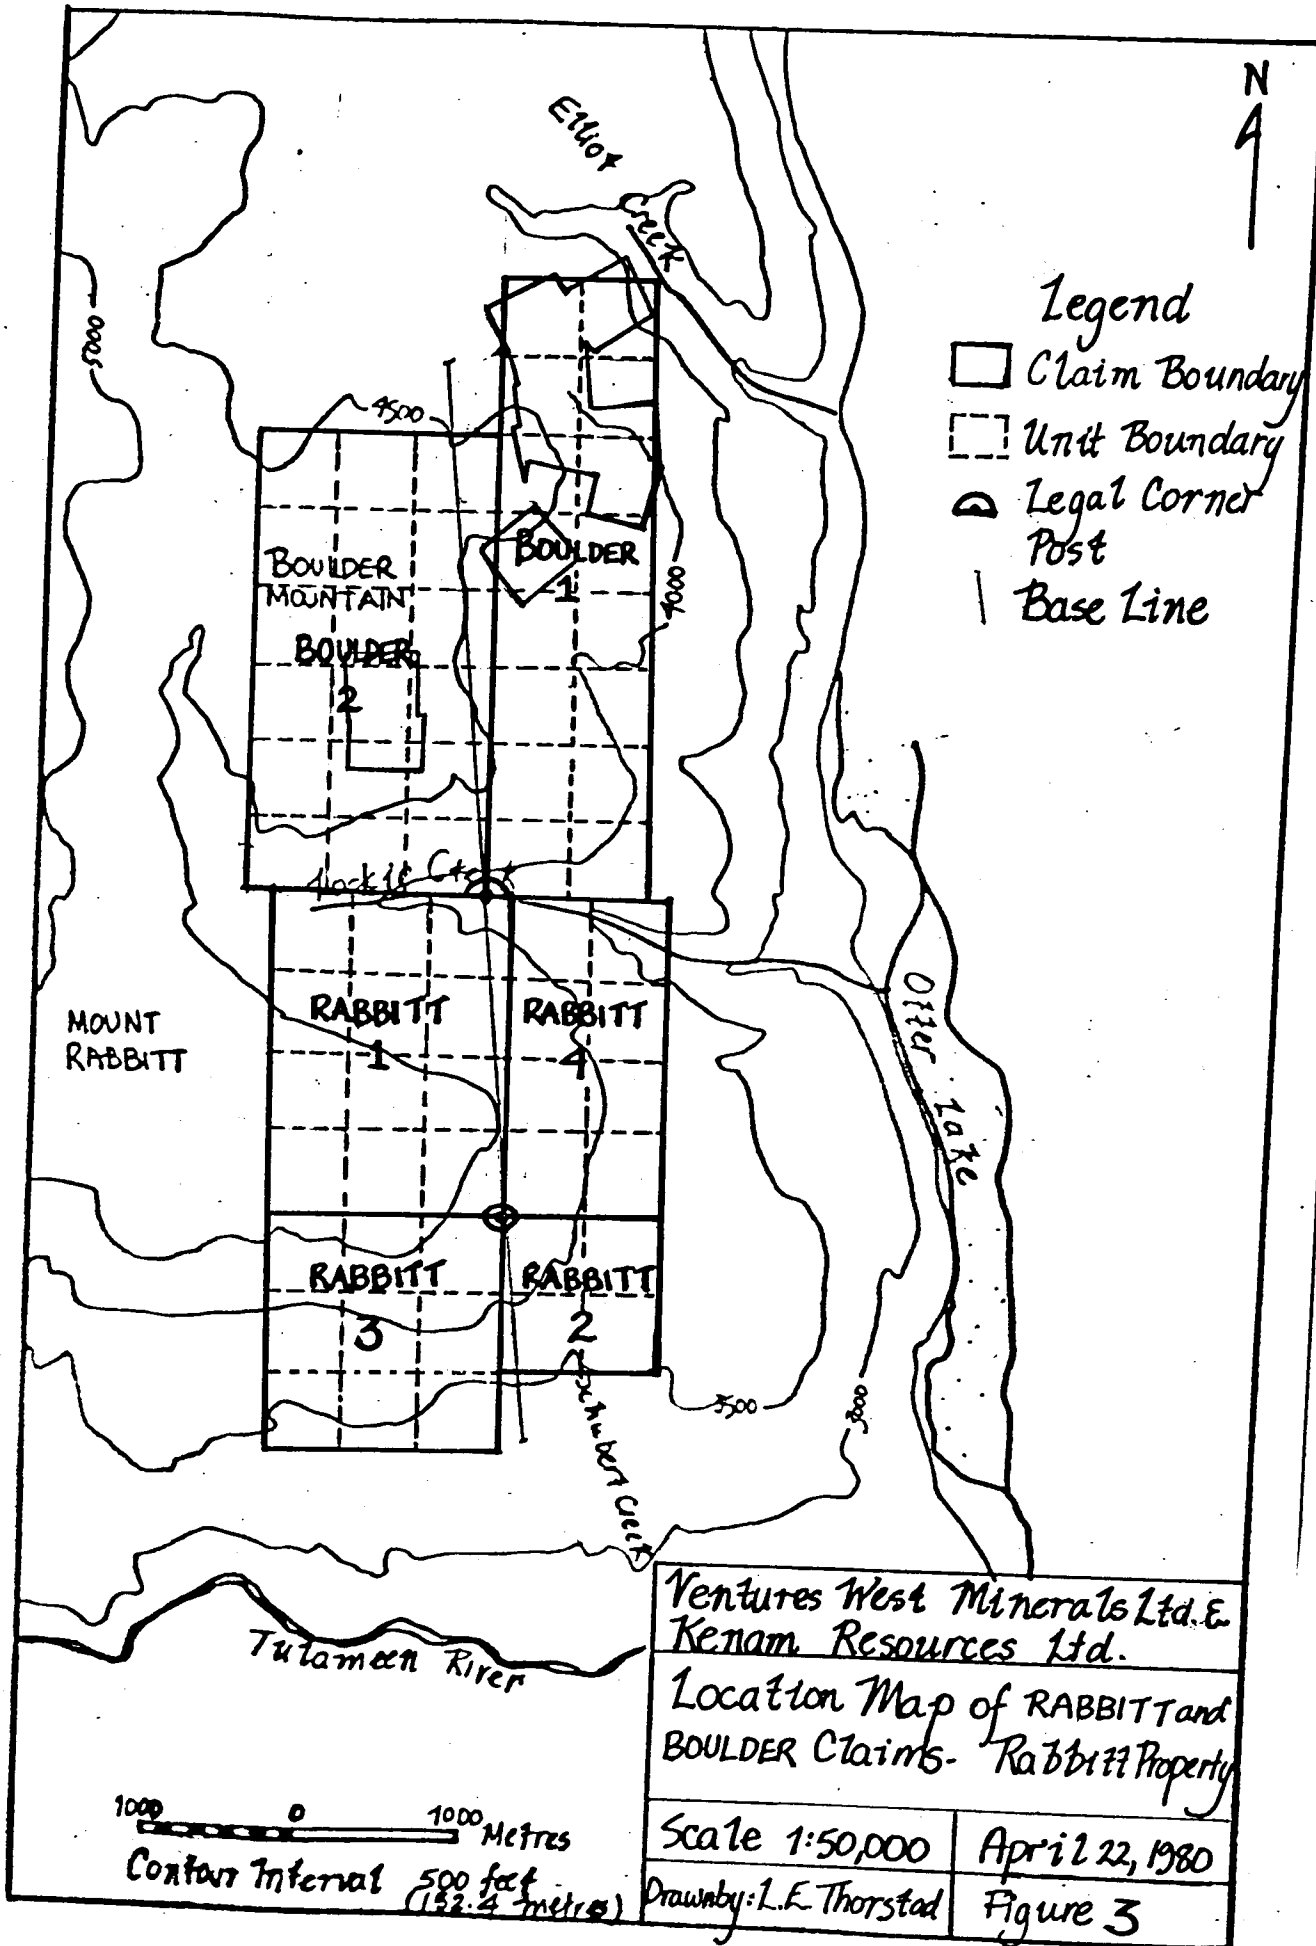 N
Elliot
Creek
Legend
Claim Boundary
Unit Boundary
Legal Corner
Post
Base Line
5000
4500
4000
BOULDER
MOUNTAIN
BOULDER
2
BOULDER
1
Creek
MOUNT
RABBITT
RABBITT
1
RABBITT
4
Otter Lake
RABBITT
3
RABBITT
2
3500
3000
Schubert Creek
Tulameen River
Ventures West Minerals Ltd. &
Kenam Resources Ltd.
Location Map of RABBITT and
BOULDER Claims- Rabbitt Property
1000 0 1000 Metres
Contour Interval 500 feet
(152.4 metres)
Scale 1:50,000
April 22, 1980
Drawn by: L.E. Thorstad
Figure 3